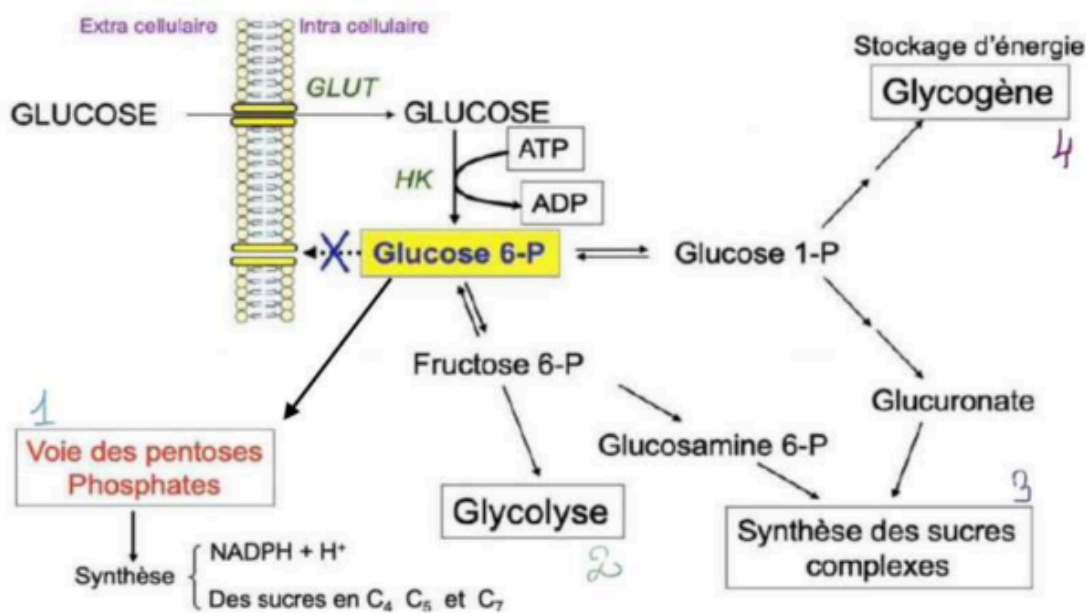 Extra cellulaire
Intra cellulaire
Stockage d'énergie
Glycogène
4
GLUCOSE
GLUT
GLUCOSE
ATP
HK
ADP
X
Glucose 6-P
Glucose 1-P
Fructose 6-P
Glucuronate
1
Voie des pentoses
Phosphates
Glucosamine 6-P
3
Glycolyse
2
Synthèse des sucres
complexes
Synthèse
NADPH + H⁺
Des sucres en C₄ C₅ et C₇